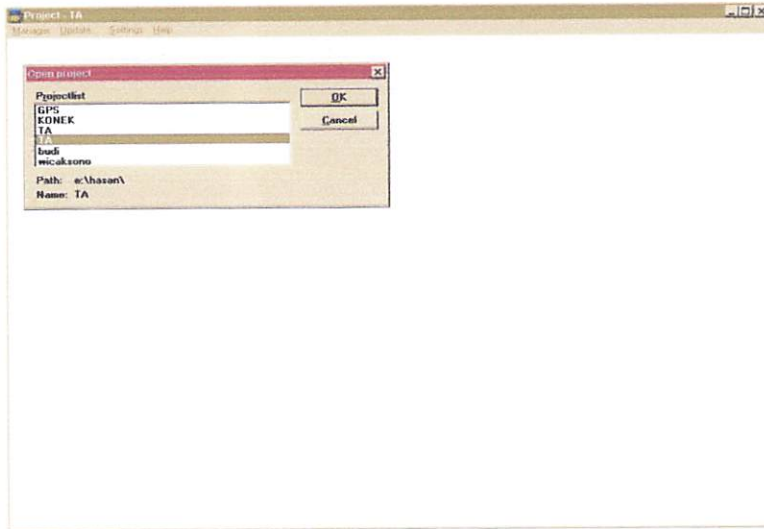 Project - TA
Manager Update Settings Help
Open project
Projectlist
OK
GPS
KONEK
TA
TA
budi
wicaksono
Cancel
Path: e:\hasan\
Name: TA